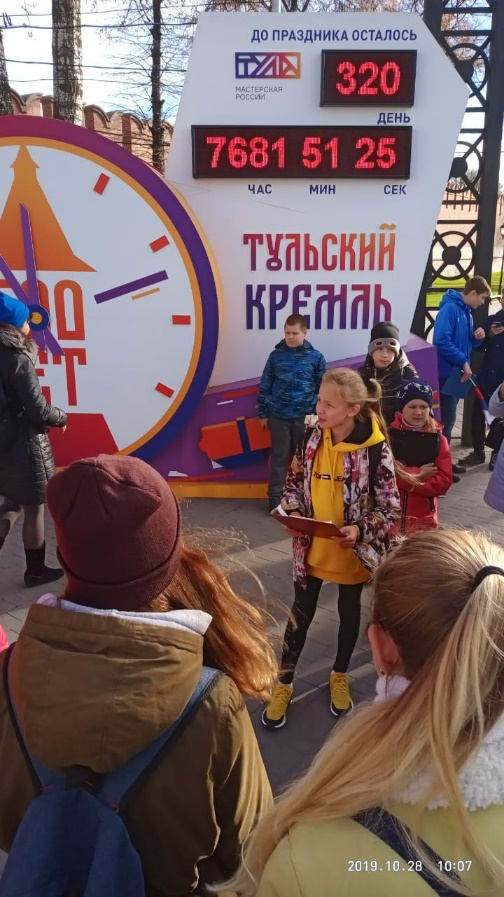 ДО ПРАЗДНИКА ОСТАЛОСЬ
ТУЛА
МАСТЕРСКАЯ
РОССИИ
320
ДЕНЬ
7681 51 25
ЧАС МИН СЕК
ТУЛЬСКИЙ
КРЕМЛЬ
2019.10.28 10:07